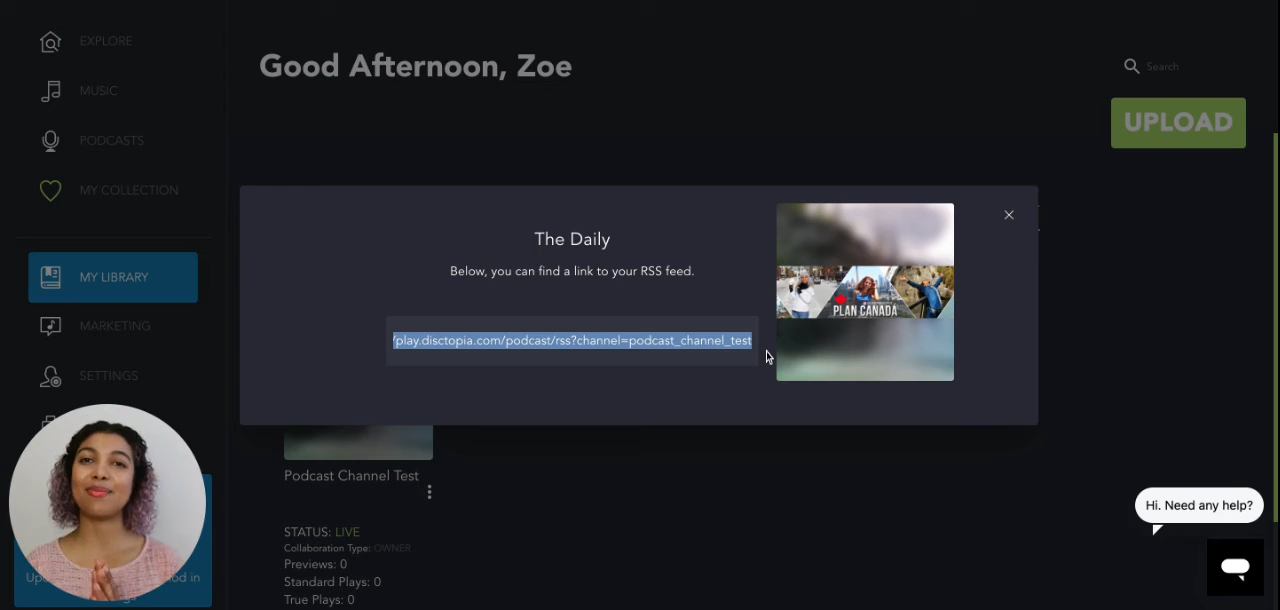 EXPLORE
MUSIC
PODCASTS
MY COLLECTION
MY LIBRARY
MARKETING
SETTINGS
Good Afternoon, Zoe
Search
UPLOAD
The Daily
Below, you can find a link to your RSS feed.
/play.disctopia.com/podcast/rss?channel=podcast_channel_test
PLAN CANADA
Podcast Channel Test
STATUS: LIVE
Collaboration Type: OWNER
Previews: 0
Standard Plays: 0
True Plays: 0
Hi. Need any help?